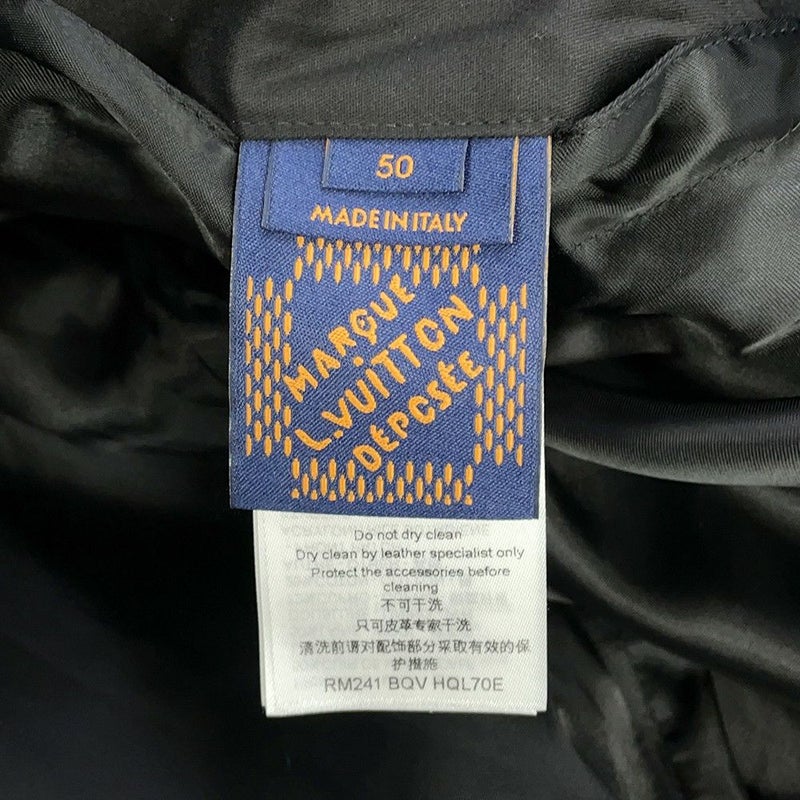 50
MADE IN ITALY
MARQUE
L.VUITTON
DÉPOSÉE
Do not dry clean
Dry clean by leather specialist only
Protect the accessories before
cleaning
不可干洗
只可皮革专家干洗
清洗前请对配饰部分采取有效的保
护措施
RM241 BQV HQL70E